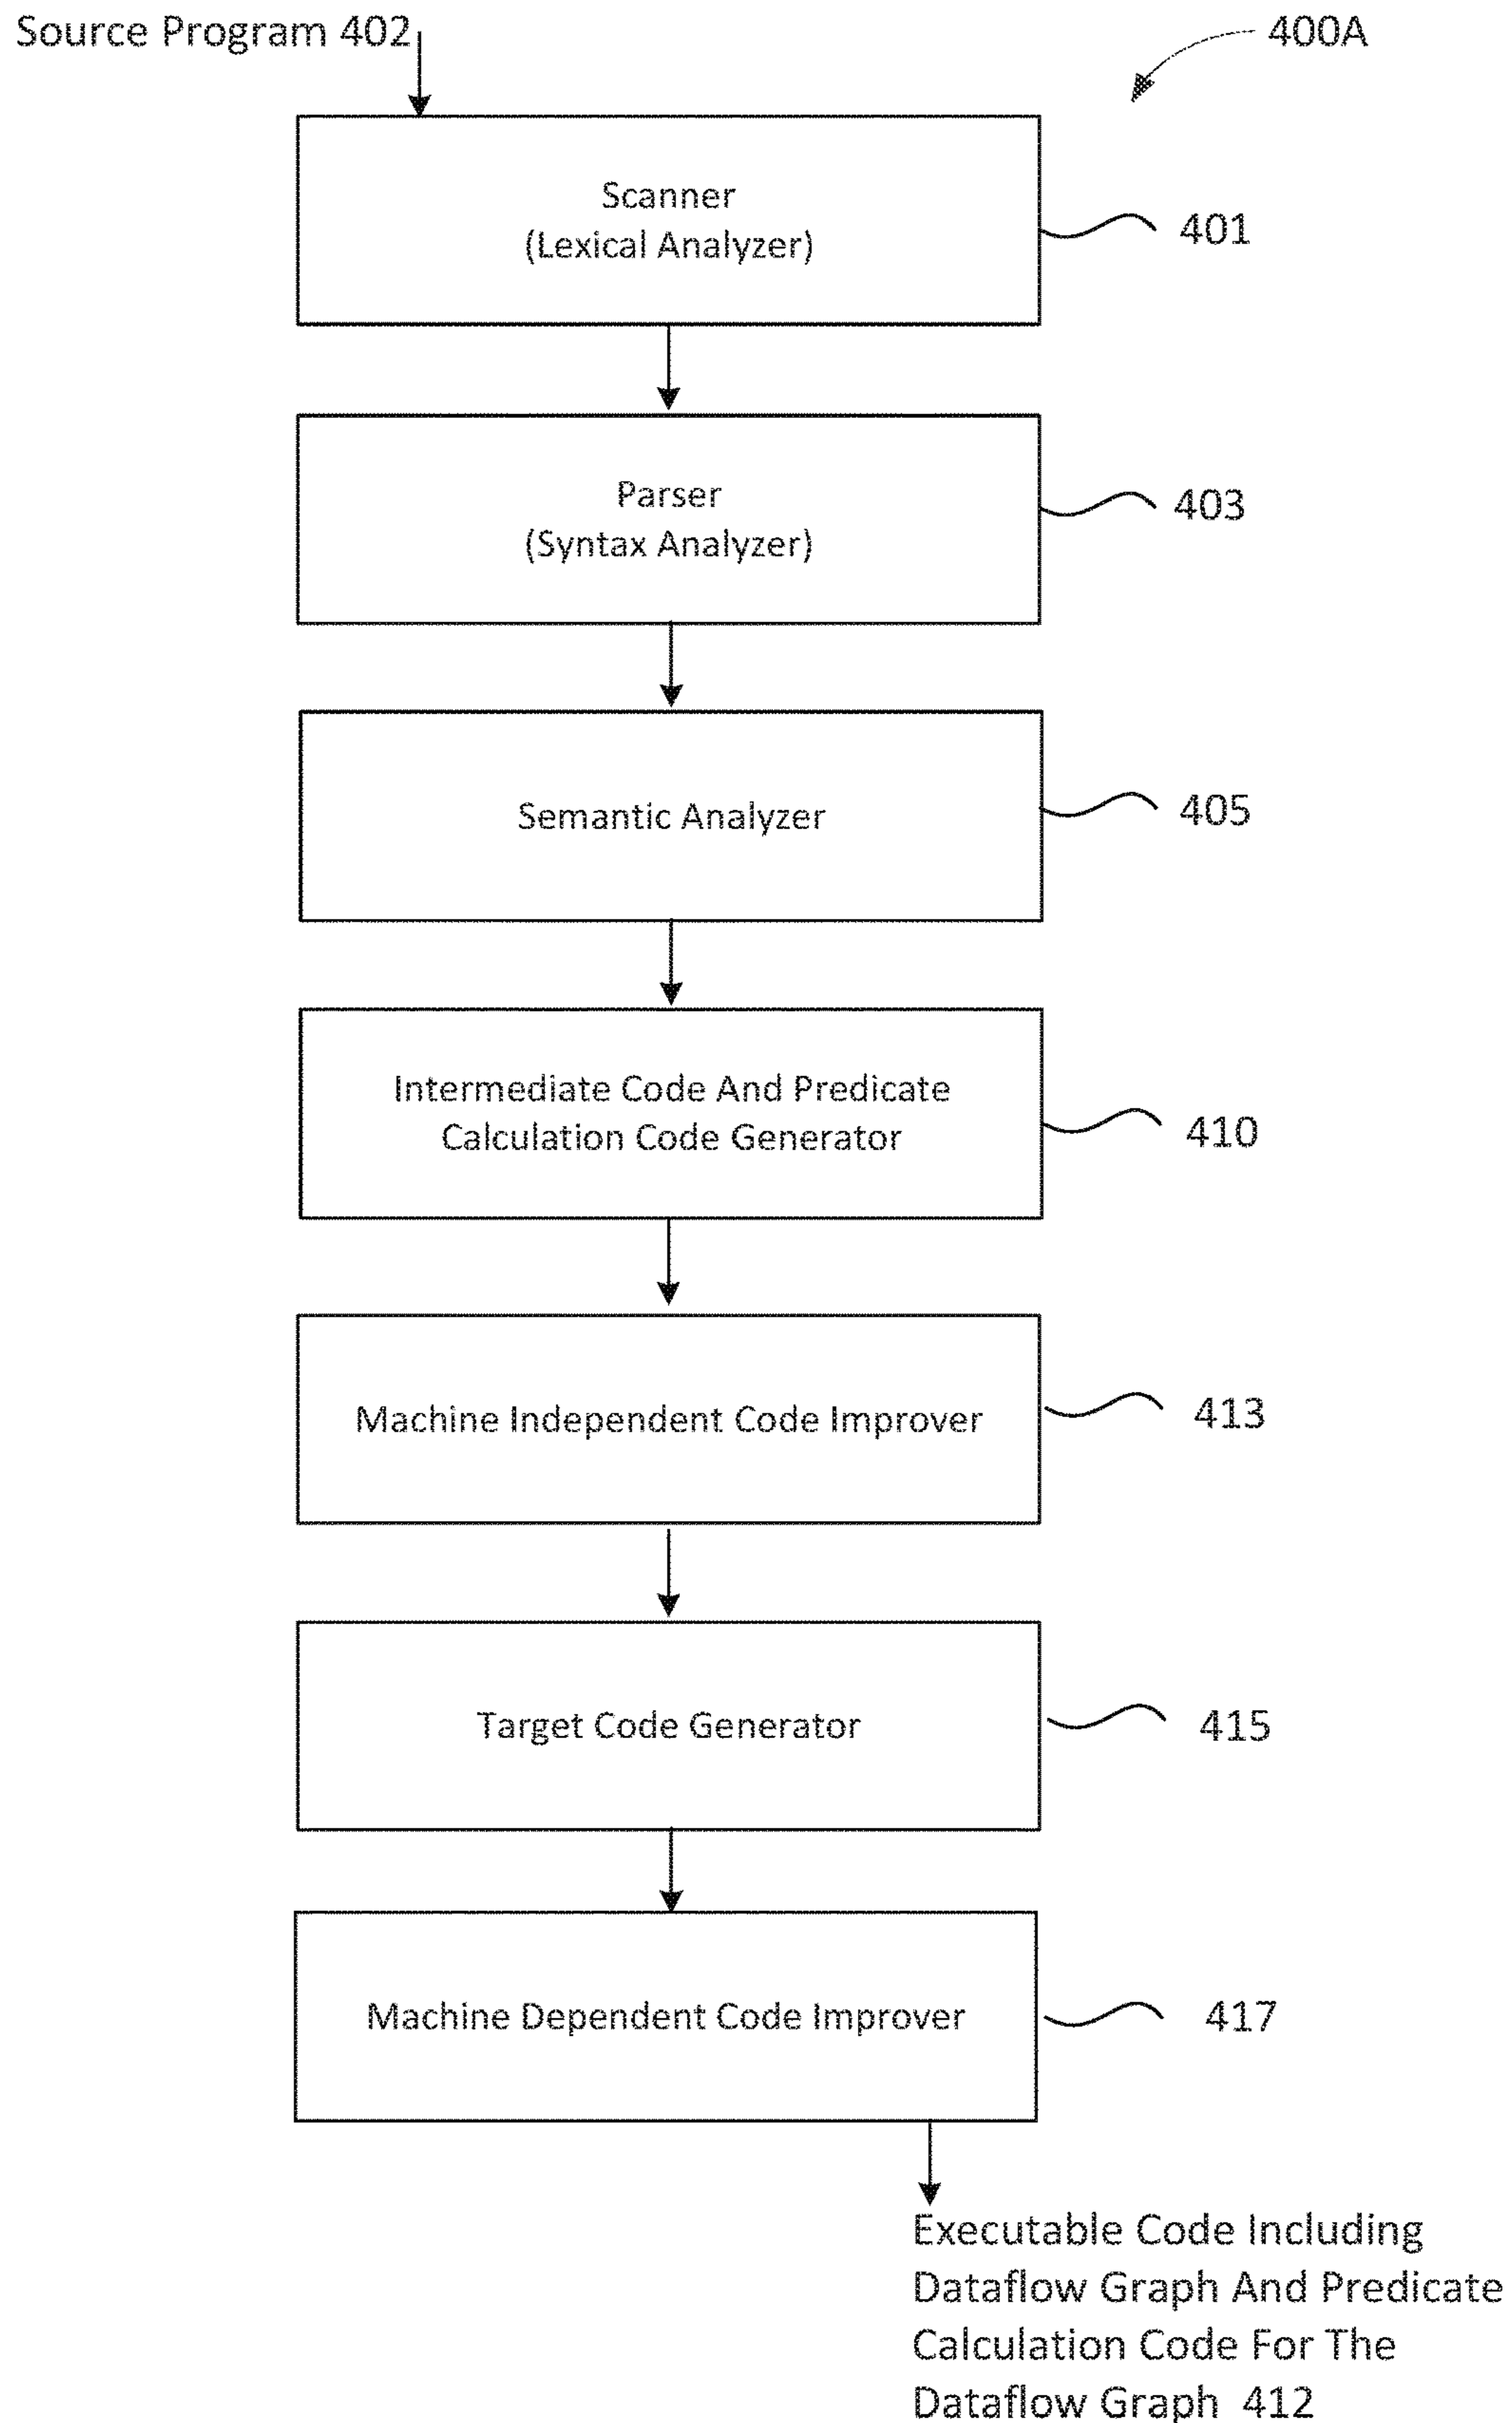 Source Program 402
400A
Scanner
(Lexical Analyzer)
401
Parser
(Syntax Analyzer)
403
Semantic Analyzer
405
Intermediate Code And Predicate
Calculation Code Generator
410
Machine Independent Code Improver
413
Target Code Generator
415
Machine Dependent Code Improver
417
Executable Code Including
Dataflow Graph And Predicate
Calculation Code For The
Dataflow Graph 412